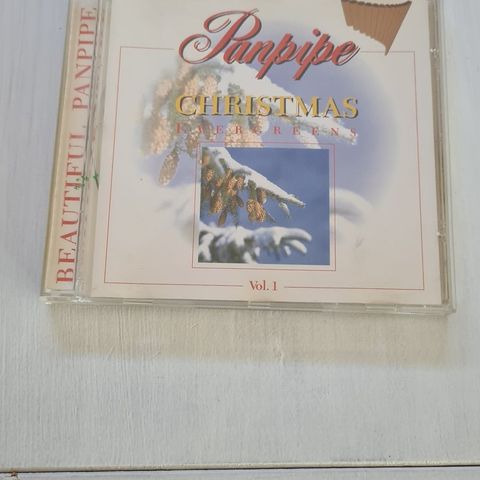 BEAUTIFUL PANPIPE
Panpipe
CHRISTMAS
EVERGREENS
Vol. 1